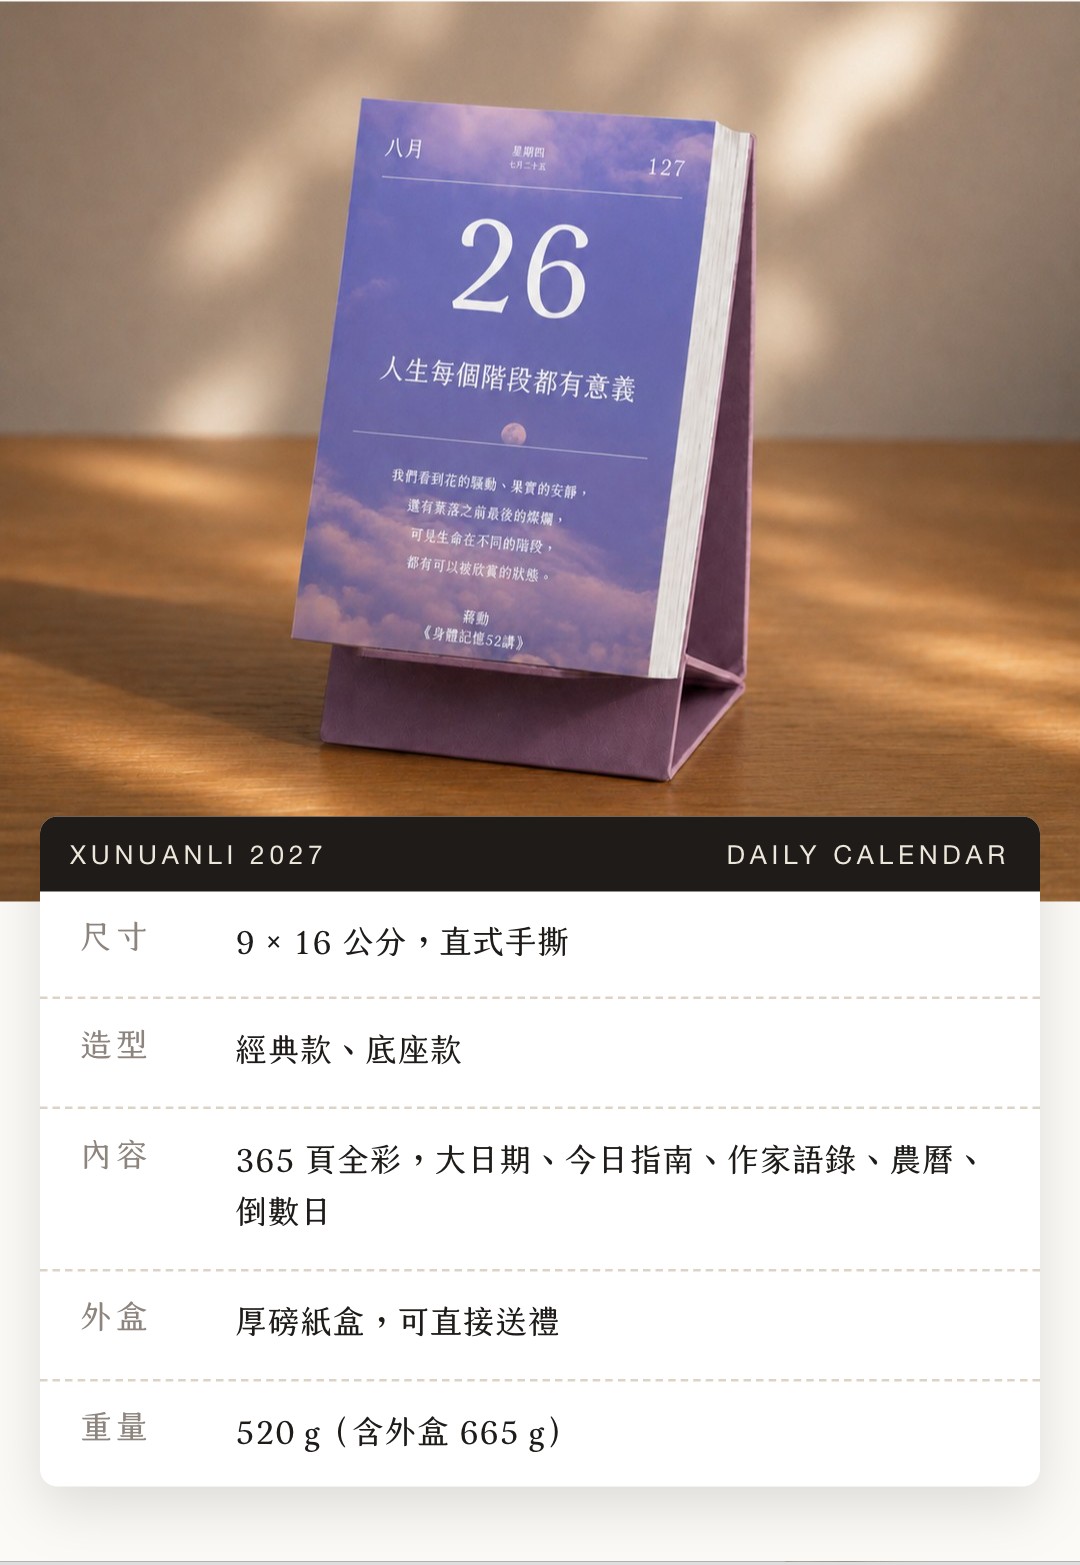 八月
星期四
七月二十五
127
26
人生每個階段都有意義
我們看到花的騷動、果實的安靜，
還有葉落之前最後的燦爛，
可見生命在不同的階段，
都有可以被欣賞的狀態。
蔣勳
《身體記憶52講》
XUNUANLI 2027
DAILY CALENDAR
尺寸
9 × 16 公分，直式手撕
造型
經典款、底座款
內容
365 頁全彩，大日期、今日指南、作家語錄、農曆、
倒數日
外盒
厚磅紙盒，可直接送禮
重量
520 g（含外盒 665 g）